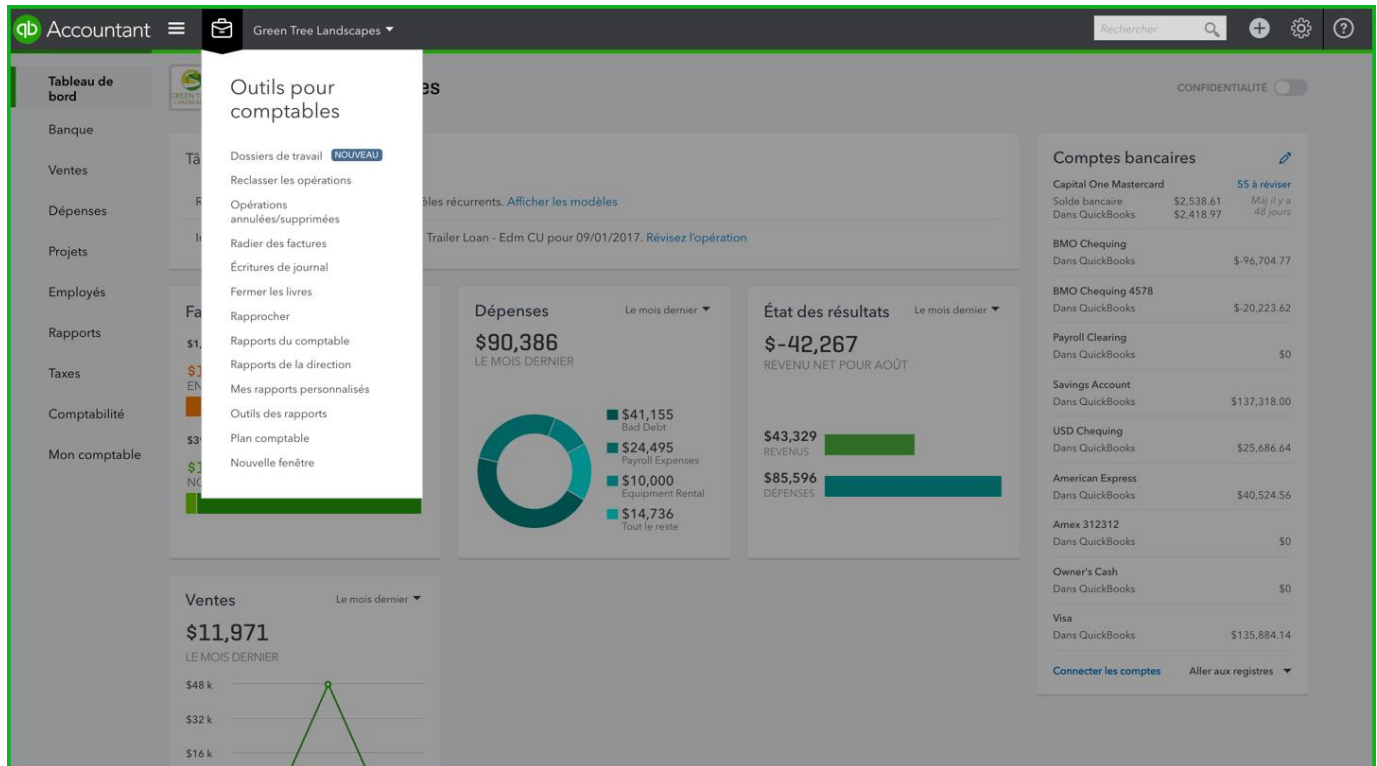 qb Accountant
Green Tree Landscapes
Rechercher
Tableau de
bord
Banque
Ventes
Dépenses
Projets
Employés
Rapports
Taxes
Comptabilité
Mon comptable
Outils pour
comptables
Dossiers de travail NOUVEAU
Reclasser les opérations
Opérations
annulées/supprimées
Radier des factures
Écritures de journal
Fermer les livres
Rapprocher
Rapports du comptable
Rapports de la direction
Mes rapports personnalisés
Outils des rapports
Plan comptable
Nouvelle fenêtre
es
CONFIDENTIALITÉ
Tâ
èles récurrents. Afficher les modèles
Trailer Loan - Edm CU pour 09/01/2017. Révisez l'opération
Fa
$1,
EN
$39
NO
Dépenses Le mois dernier
$90,386
LE MOIS DERNIER
$41,155
Bad Debt
$24,495
Payroll Expenses
$10,000
Equipment Rental
$14,736
Tout le reste
État des résultats Le mois dernier
$-42,267
REVENU NET POUR AOÛT
$43,329
REVENUS
$85,596
DÉPENSES
Ventes Le mois dernier
$11,971
LE MOIS DERNIER
$48 k
$32 k
$16 k
Comptes bancaires
Capital One Mastercard 55 à réviser
Solde bancaire $2,538.61 Màj il y a
Dans QuickBooks $2,418.97 48 jours
BMO Chequing
Dans QuickBooks $-96,704.77
BMO Chequing 4578
Dans QuickBooks $-20,223.62
Payroll Clearing
Dans QuickBooks $0
Savings Account
Dans QuickBooks $137,318.00
USD Chequing
Dans QuickBooks $25,686.64
American Express
Dans QuickBooks $40,524.56
Amex 312312
Dans QuickBooks $0
Owner's Cash
Dans QuickBooks $0
Visa
Dans QuickBooks $135,884.14
Connecter les comptes Aller aux registres